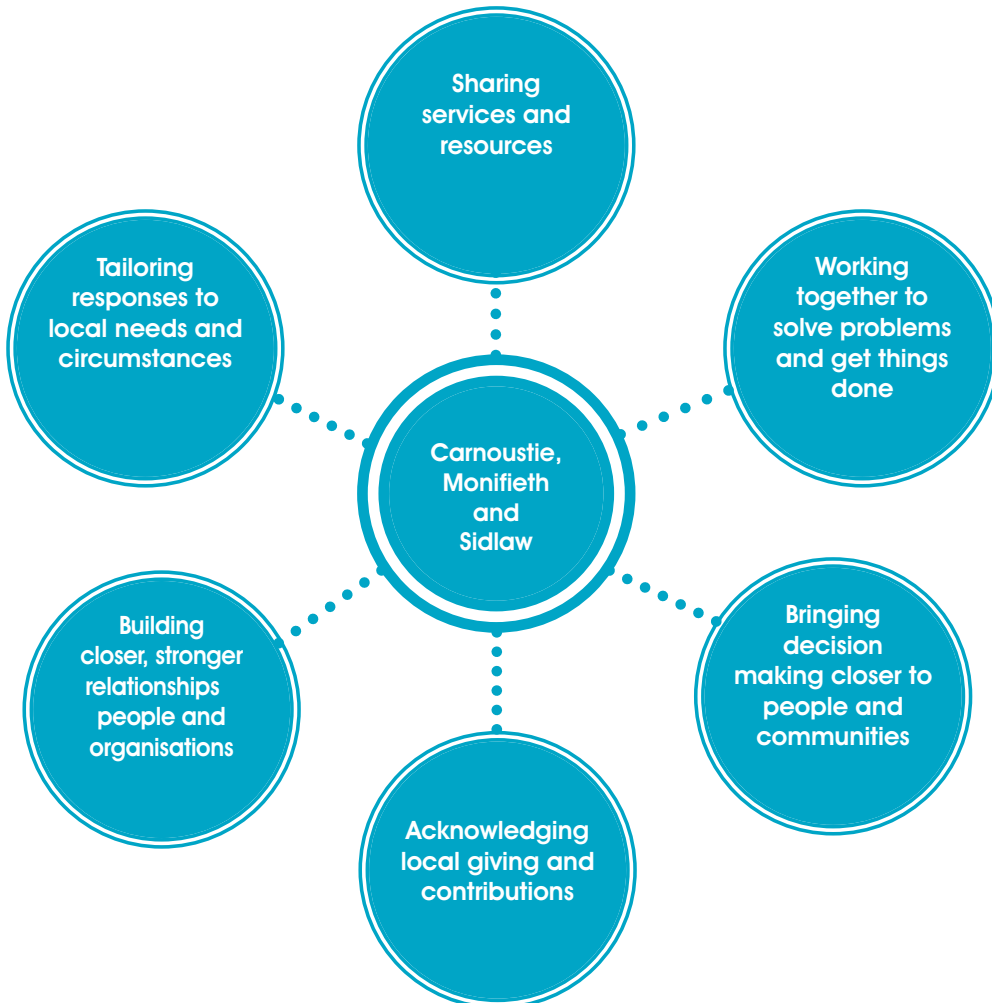 Sharing
services and
resources
Tailoring
responses to
local needs and
circumstances
Working
together to
solve problems
and get things
done
Carnoustie,
Monifieth
and
Sidlaw
Building
closer, stronger
relationships
people and
organisations
Bringing
decision
making closer to
people and
communities
Acknowledging
local giving and
contributions